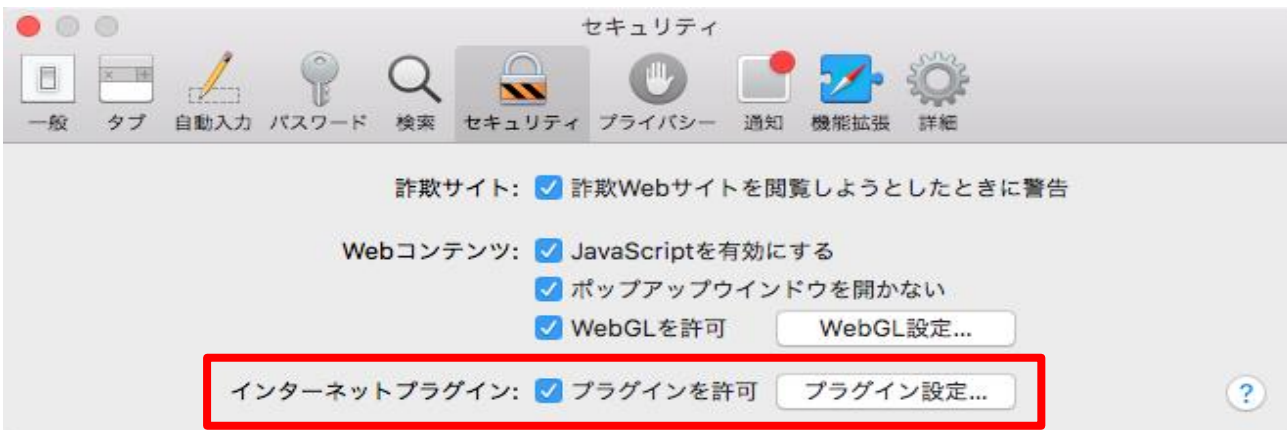 セキュリティ
一般 タブ 自動入力 パスワード 検索 セキュリティ プライバシー 通知 機能拡張 詳細
詐欺サイト: 詐欺Webサイトを閲覧しようとしたときに警告
Webコンテンツ: JavaScriptを有効にする
ポップアップウインドウを開かない
WebGLを許可 WebGL設定...
インターネットプラグイン: プラグインを許可 プラグイン設定...
?